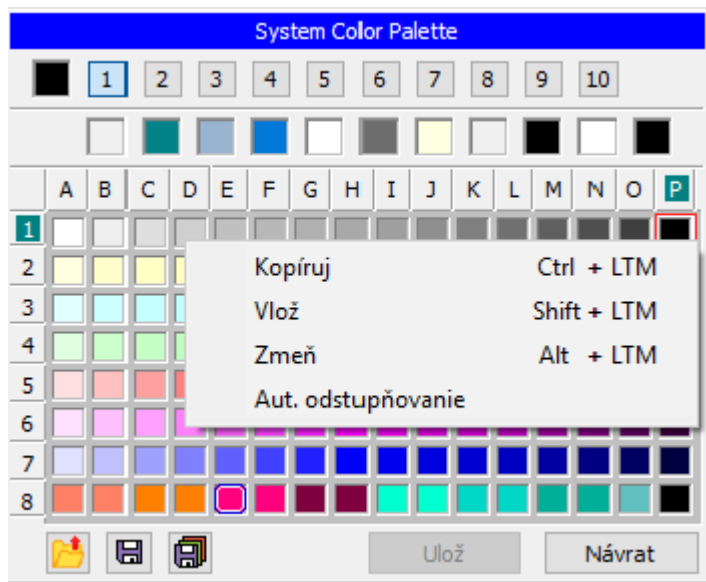 System Color Palette
1 2 3 4 5 6 7 8 9 10
A B C D E F G H I J K L M N O P
1
2
Kopíruj Ctrl + LTM
3
Vlož Shift + LTM
4
Zmeň Alt + LTM
5
Aut. odstupňovanie
6
7
8
Ulož Návrat